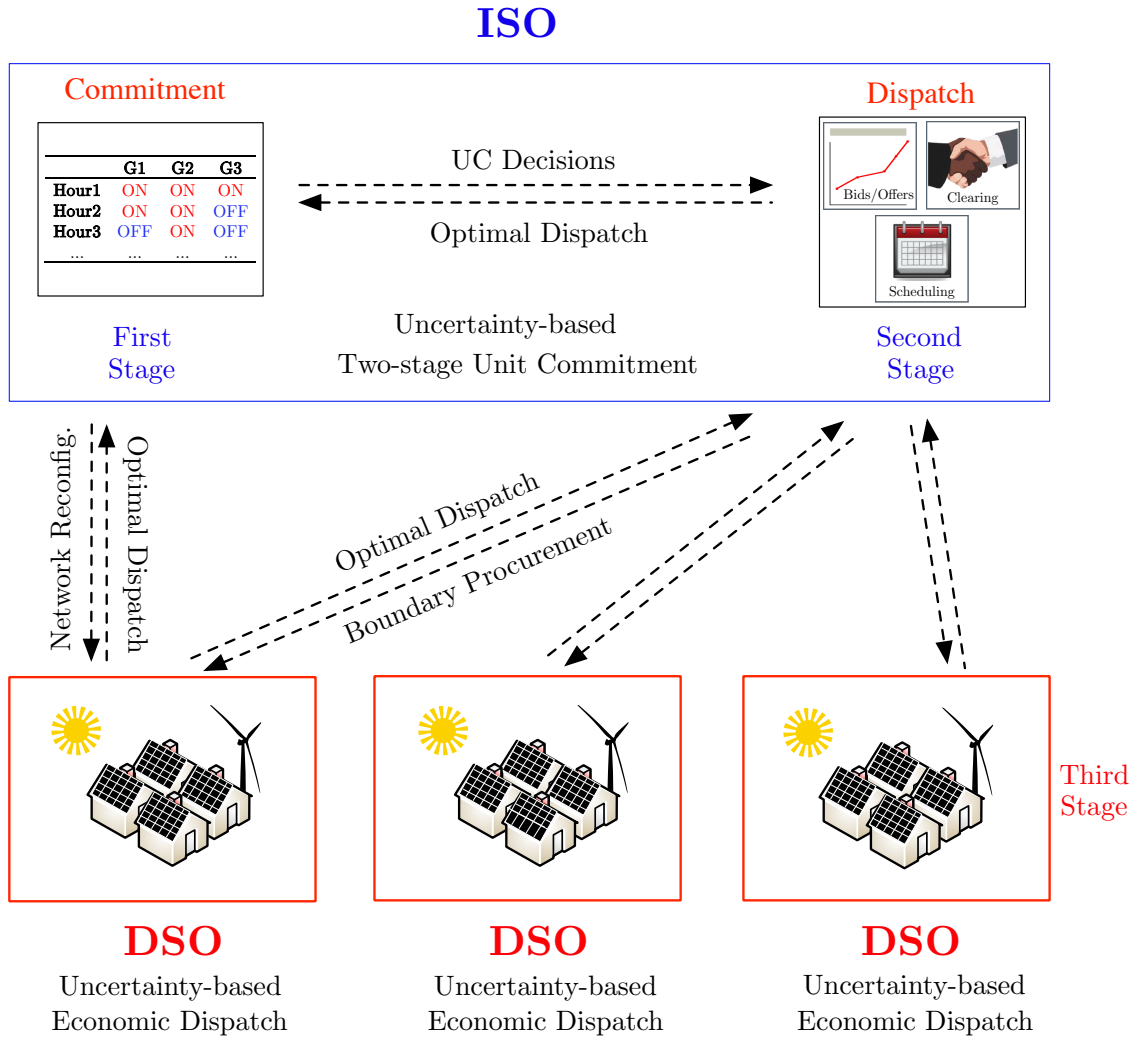 ISO
Commitment
G1 G2 G3
Hour1 ON ON ON
Hour2 ON ON OFF
Hour3 OFF ON OFF
... ... ... ...
First
Stage
UC Decisions
Optimal Dispatch
Uncertainty-based
Two-stage Unit Commitment
Dispatch
Bids/Offers
Clearing
Scheduling
Second
Stage
Network Reconfig.
Optimal Dispatch
Optimal Dispatch
Boundary Procurement
Third
Stage
DSO
Uncertainty-based
Economic Dispatch
DSO
Uncertainty-based
Economic Dispatch
DSO
Uncertainty-based
Economic Dispatch